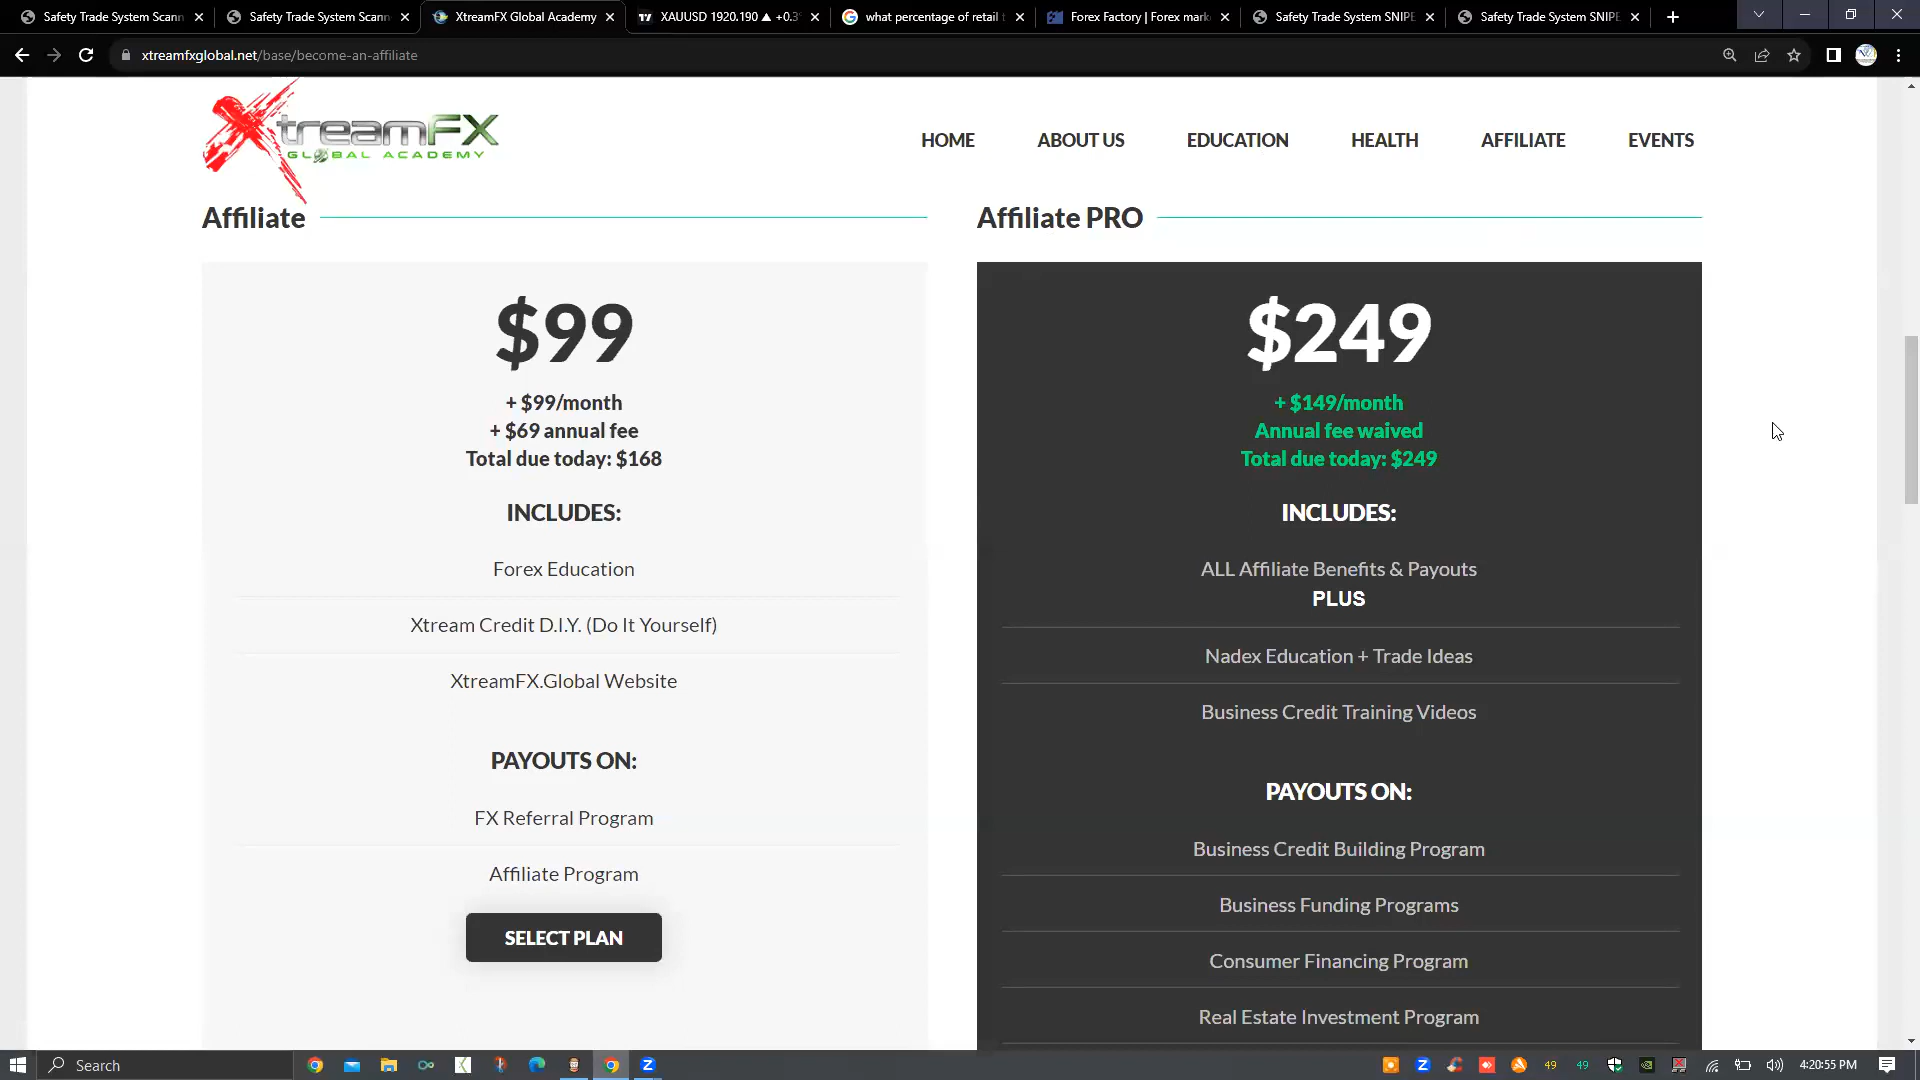 Safety Trade System Scann
Safety Trade System Scann
XtreamFX Global Academy
XAUUSD 1920.190 ▲ +0.3
what percentage of retail t
Forex Factory | Forex mark
Safety Trade System SNIPE
Safety Trade System SNIPE
xtreamfxglobal.net/base/become-an-affiliate
XtreamFX
GLOBAL ACADEMY
HOME
ABOUT US
EDUCATION
HEALTH
AFFILIATE
EVENTS
Affiliate
$99
+ $99/month
+ $69 annual fee
Total due today: $168
INCLUDES:
Forex Education
Xtream Credit D.I.Y. (Do It Yourself)
XtreamFX.Global Website
PAYOUTS ON:
FX Referral Program
Affiliate Program
SELECT PLAN
Affiliate PRO
$249
+ $149/month
Annual fee waived
Total due today: $249
INCLUDES:
ALL Affiliate Benefits & Payouts
PLUS
Nadex Education + Trade Ideas
Business Credit Training Videos
PAYOUTS ON:
Business Credit Building Program
Business Funding Programs
Consumer Financing Program
Real Estate Investment Program
Search
49
49
4:20:55 PM